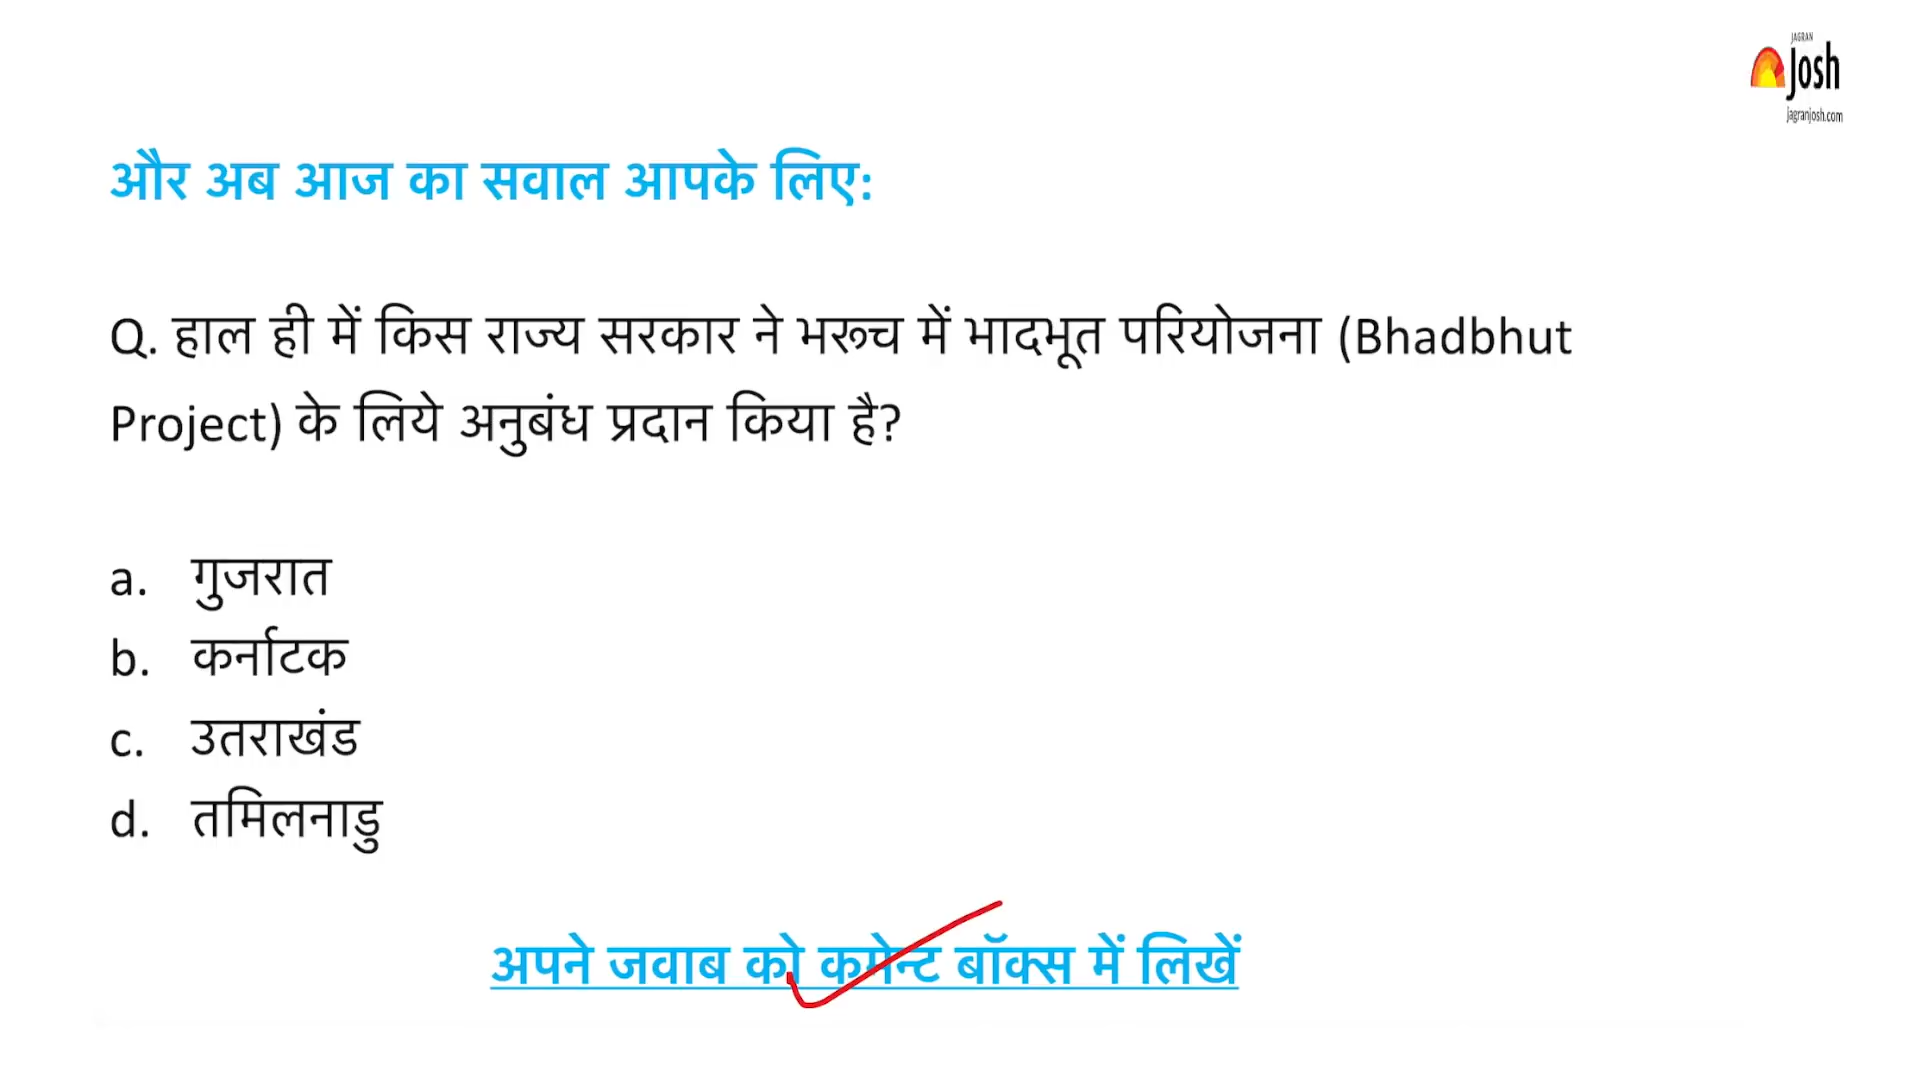 JAGRAN
Josh
jagranjosh.com
और अब आज का सवाल आपके लिए:
Q. हाल ही में किस राज्य सरकार ने भरूच में भादभूत परियोजना (Bhadbhut
Project) के लिये अनुबंध प्रदान किया है?
a. गुजरात
b. कर्नाटक
c. उतराखंड
d. तमिलनाडु
अपने जवाब को कमेन्ट बॉक्स में लिखें